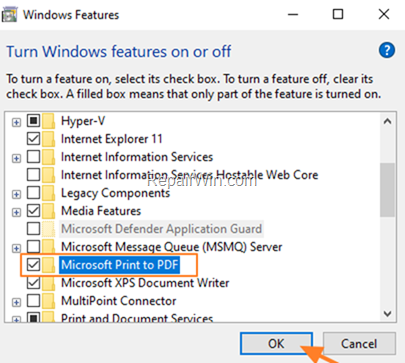 Windows Features
Turn Windows features on or off
To turn a feature on, select its check box. To turn a feature off, clear its
check box. A filled box means that only part of the feature is turned on.
Hyper-V
Internet Explorer 11
Internet Information Services
Internet Information Services Hostable Web Core
RepairWin.com
Legacy Components
Media Features
Microsoft Defender Application Guard
Microsoft Message Queue (MSMQ) Server
Microsoft Print to PDF
Microsoft XPS Document Writer
MultiPoint Connector
Print and Document Services
OK
Cancel